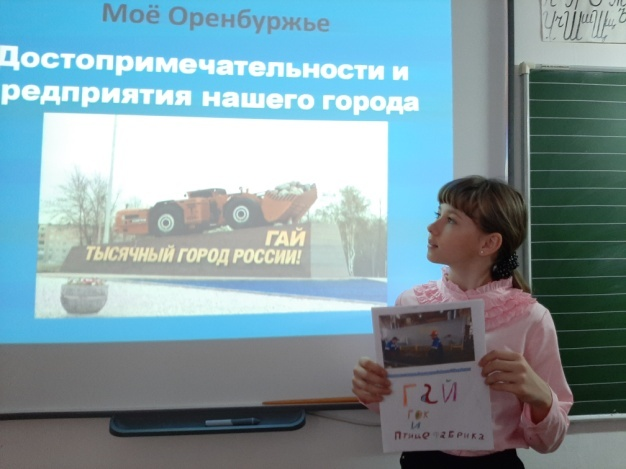 Моё Оренбуржье
Достопримечательности и
редприятия нашего города
ГАЙ
ТЫСЯЧНЫЙ ГОРОД РОССИИ!
ГАЙ
ГОК
И
ПТИЦЕФАБРИКА